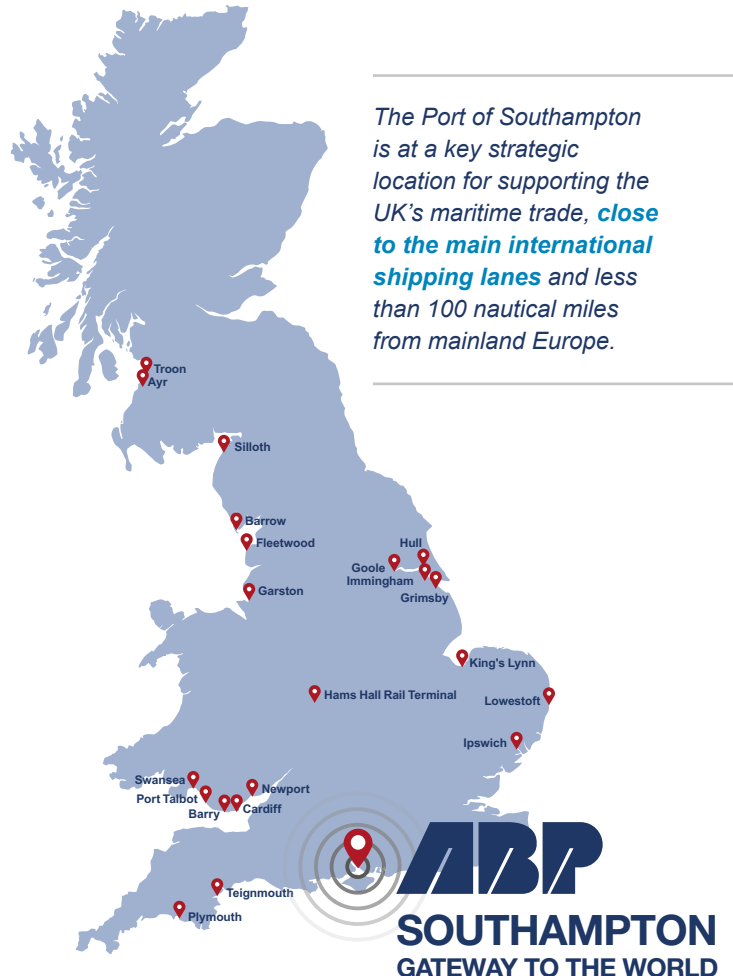 The Port of Southampton
is at a key strategic
location for supporting the
UK's maritime trade, close
to the main international
shipping lanes and less
than 100 nautical miles
from mainland Europe.
Troon
Ayr
Silloth
Barrow
Fleetwood
Hull
Goole
Immingham
Garston
Grimsby
King's Lynn
Hams Hall Rail Terminal
Lowestoft
Ipswich
Swansea
Newport
Port Talbot
Barry
Cardiff
ABP
Teignmouth
Plymouth
SOUTHAMPTON
GATEWAY TO THE WORLD